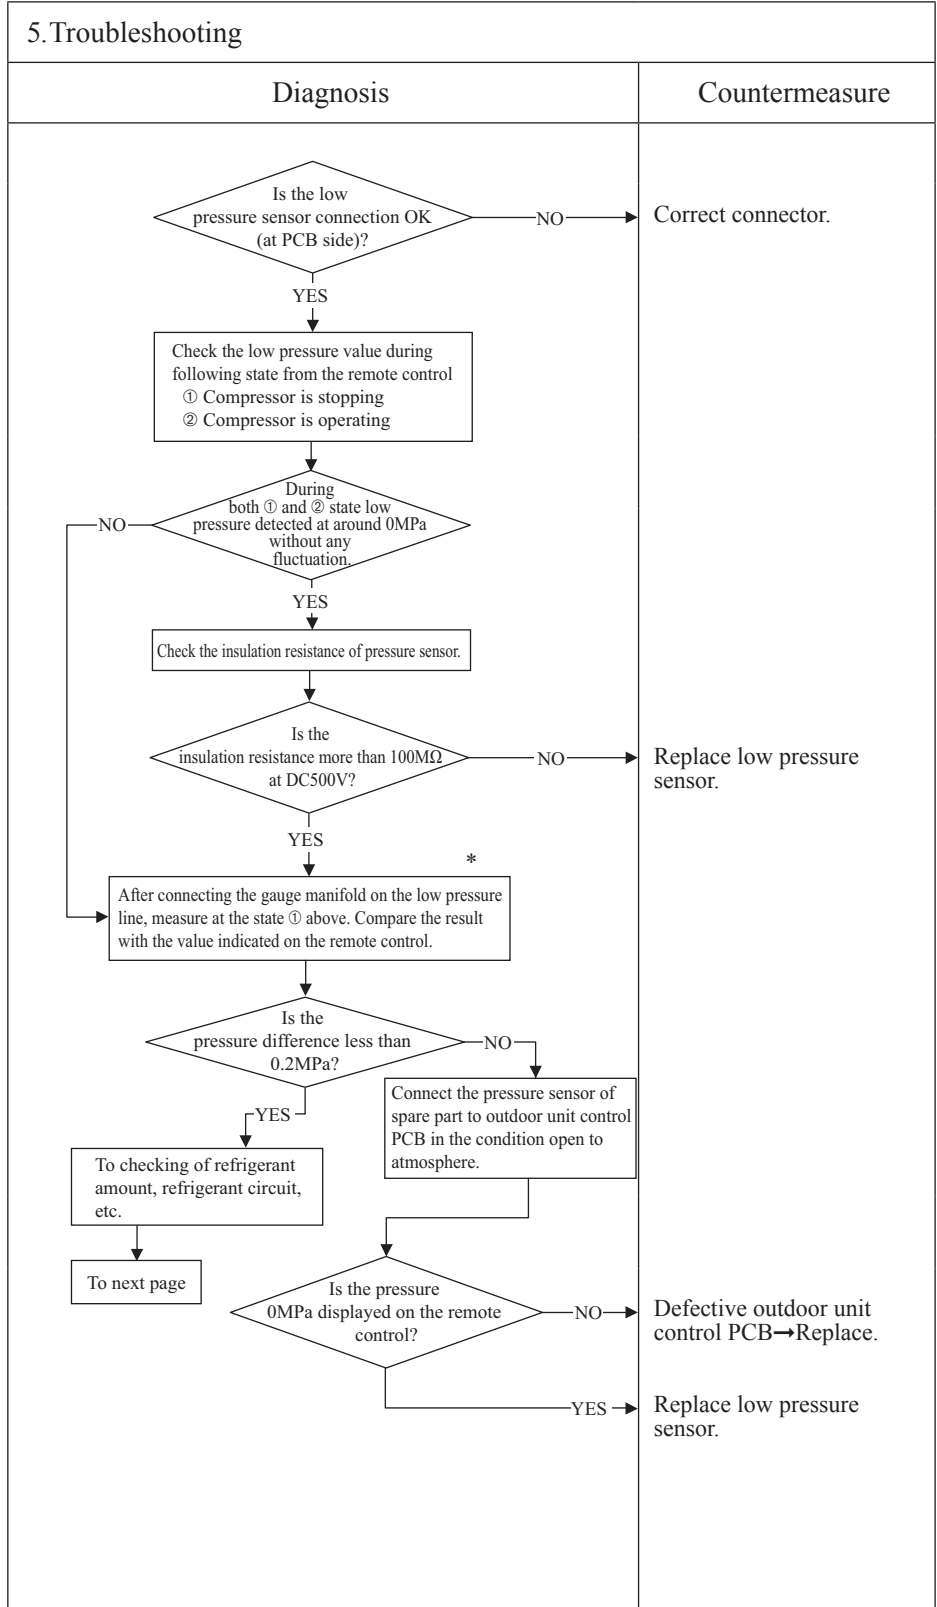 5.Troubleshooting
Diagnosis
Countermeasure
Is the low
pressure sensor connection OK
(at PCB side)?
NO
Correct connector.
YES
Check the low pressure value during
following state from the remote control
① Compressor is stopping
② Compressor is operating
During
both ① and ② state low
pressure detected at around 0MPa
without any
fluctuation.
NO
YES
Check the insulation resistance of pressure sensor.
Is the
insulation resistance more than 100MΩ
at DC500V?
NO
Replace low pressure
sensor.
YES
*
After connecting the gauge manifold on the low pressure
line, measure at the state ① above. Compare the result
with the value indicated on the remote control.
Is the
pressure difference less than
0.2MPa?
NO
YES
Connect the pressure sensor of
spare part to outdoor unit control
PCB in the condition open to
atmosphere.
To checking of refrigerant
amount, refrigerant circuit,
etc.
To next page
Is the pressure
0MPa displayed on the remote
control?
NO
Defective outdoor unit
control PCB→Replace.
YES
Replace low pressure
sensor.